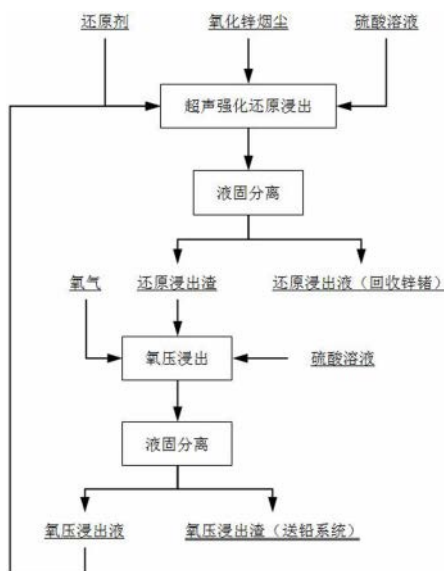 还原剂
氧化锌烟尘
硫酸溶液
超声强化还原浸出
液固分离
氧气
还原浸出渣
还原浸出液（回收锌锗）
氧压浸出
硫酸溶液
液固分离
氧压浸出液
氧压浸出渣（送铅系统）